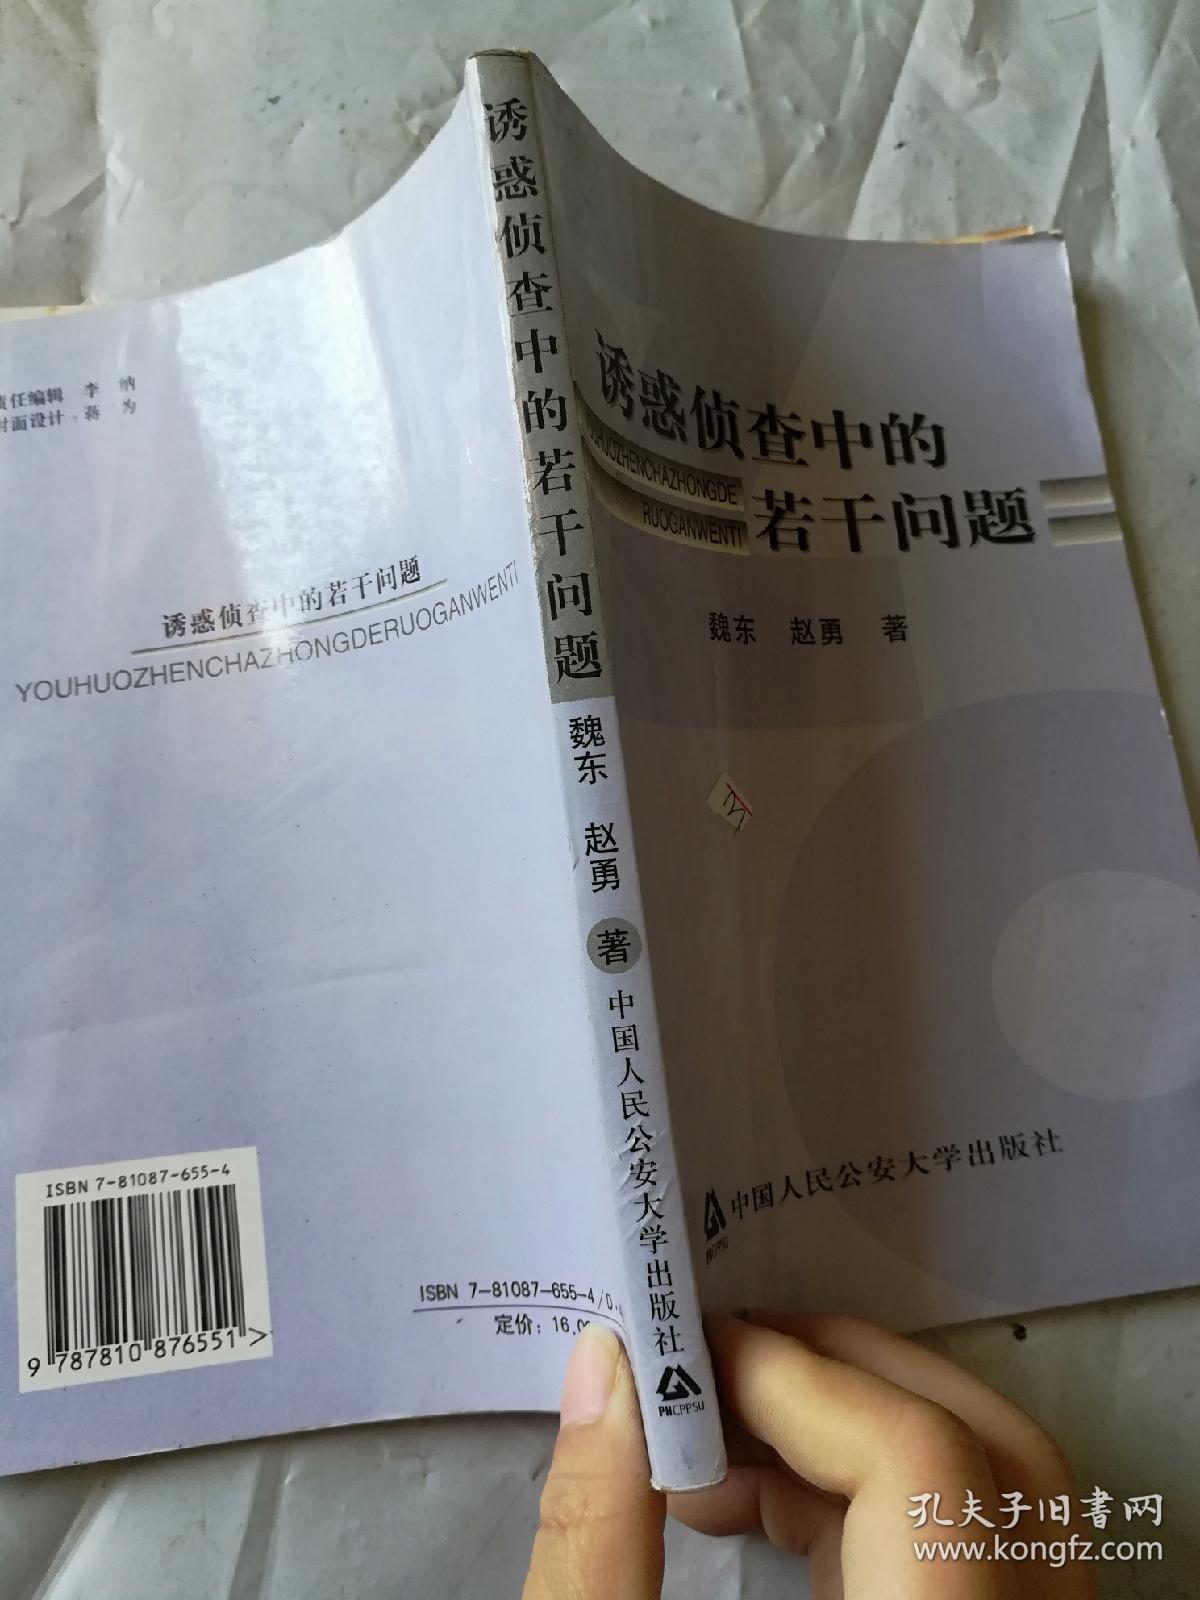 责任编辑 李 纳
封面设计·蒋 为
诱惑侦查中的若干问题
YOUHUOZHENCHAZHONGDERUOGANWENTI
ISBN 7-81087-655-4
9 787810 876551 >
ISBN 7-81087-655-4/D·
定价：16.0
诱惑侦查中的若干问题
魏东 赵勇 著
中国人民公安大学出版社
PHCPPSU
诱惑侦查中的
YOUHUOZHENCHAZHONGDE
RUOGANWENTI
若干问题
魏东 赵勇 著
中国人民公安大学出版社
PHCPPSU
孔夫子旧书网
www.kongfz.com